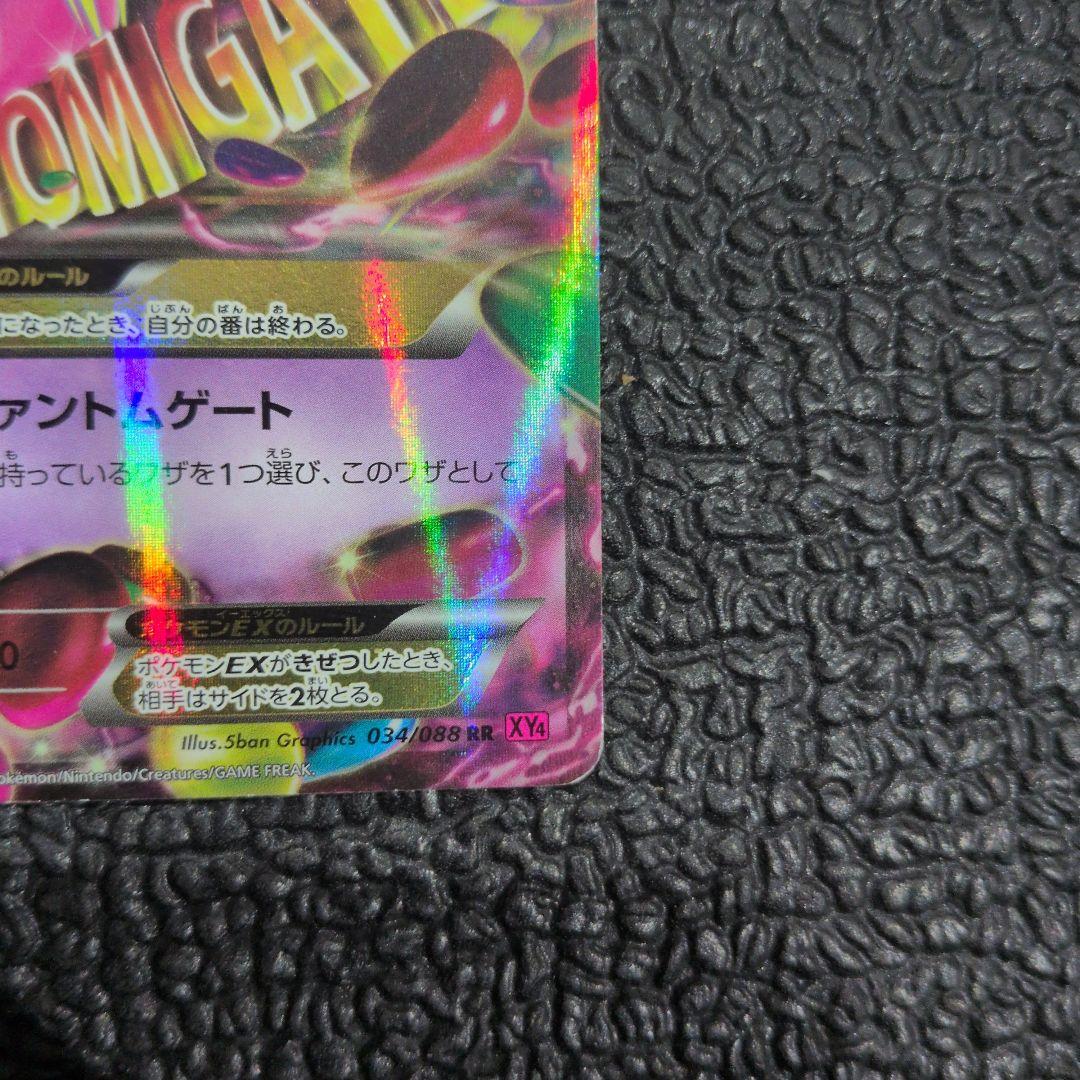 TOMGAT
のルール
になったとき、自分の番は終わる。
ァントムゲート
持っているワザを1つ選び、このワザとして
0
ポケモンEXのルール
ポケモンEXがきぜつしたとき、
相手はサイドを2枚とる。
Illus.5ban Graphics 034/088 RR XY4
okémon/Nintendo/Creatures/GAME FREAK.